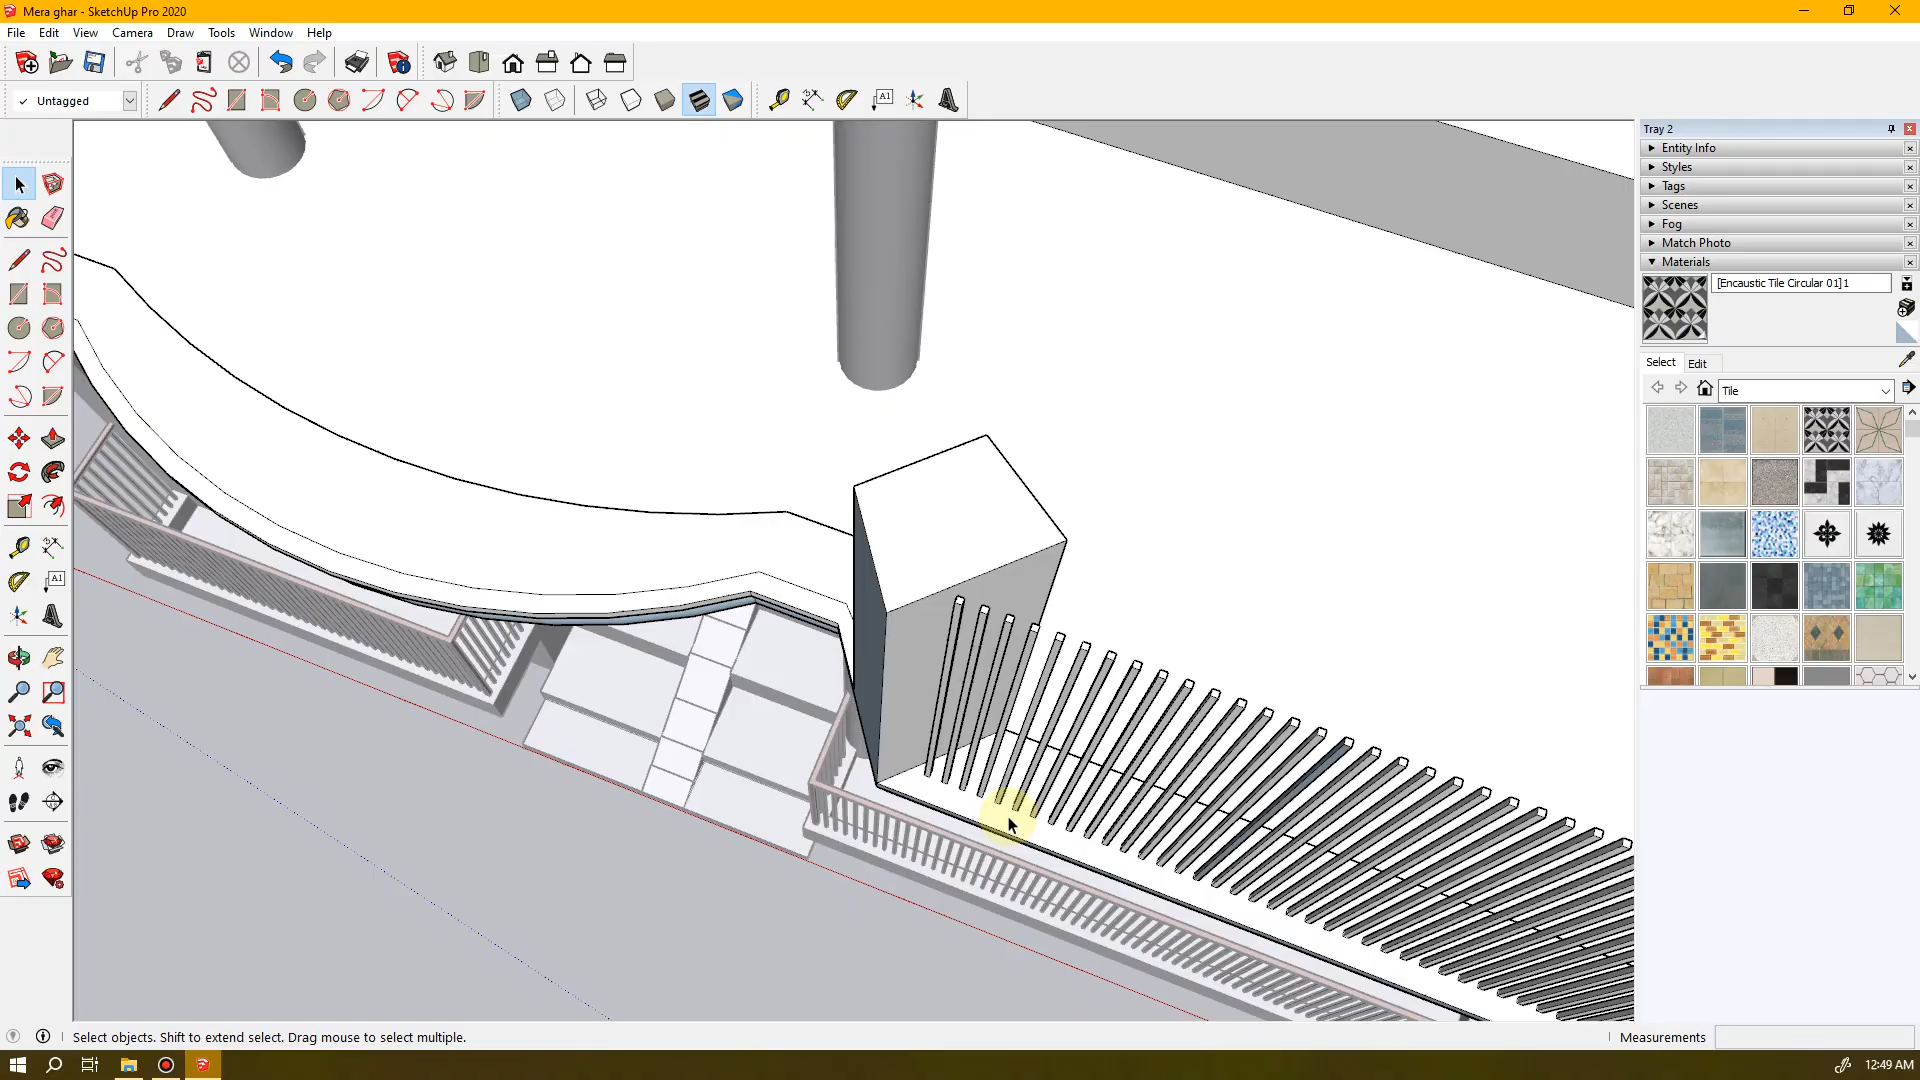 Mera ghar - SketchUp Pro 2020
File Edit View Camera Draw Tools Window Help
✓ Untagged
A1
Tray 2
Entity Info
Styles
Tags
Scenes
Fog
Match Photo
Materials
[Encaustic Tile Circular 01]1
Select Edit
Tile
A1
Select objects. Shift to extend select. Drag mouse to select multiple.
Measurements
12:49 AM